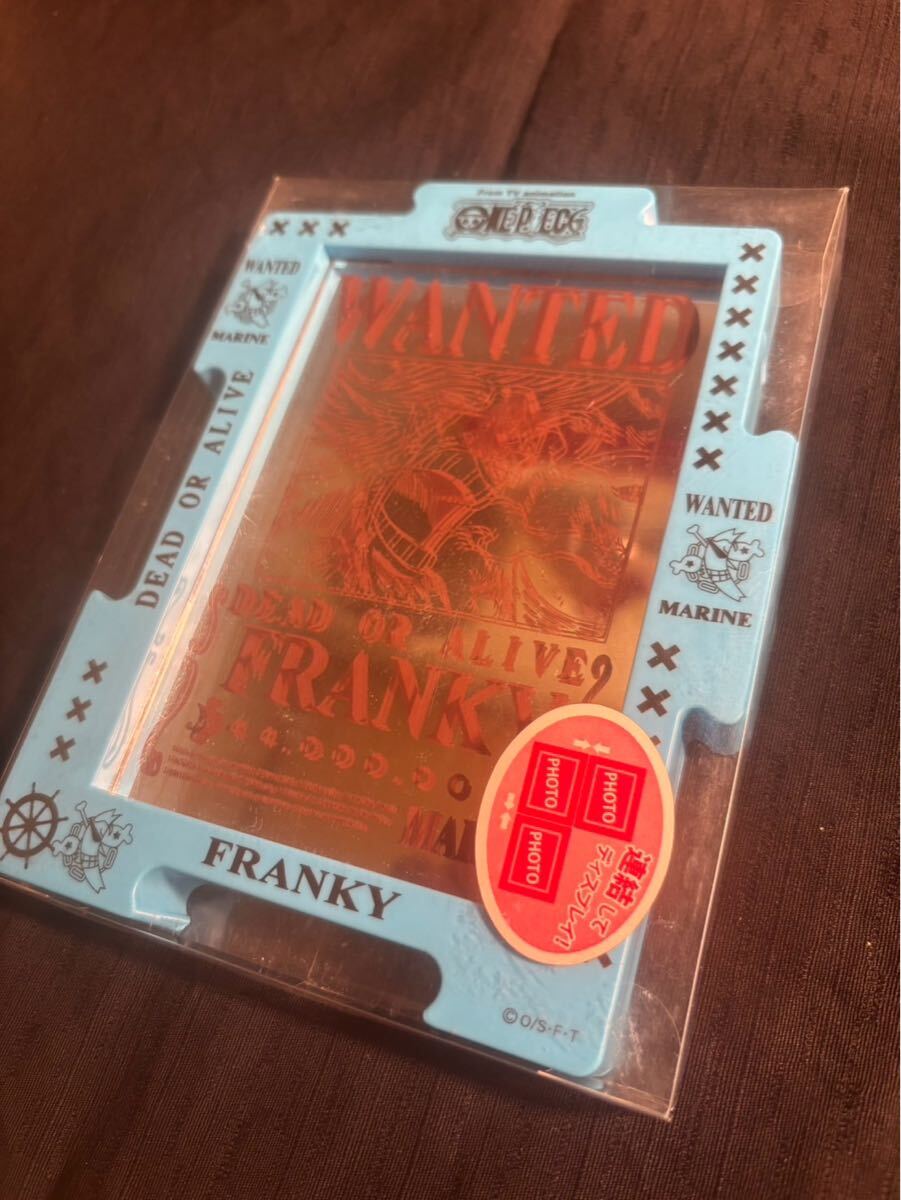 From TV animation
ONE PIECE
WANTED
MARINE
DEAD OR ALIVE
WANTED
DEAD OR ALIVE
FRANKY
WANTED
MARINE
PHOTO
PHOTO
PHOTO
連結して
ディスプレイ!
FRANKY
©O/S・F・T